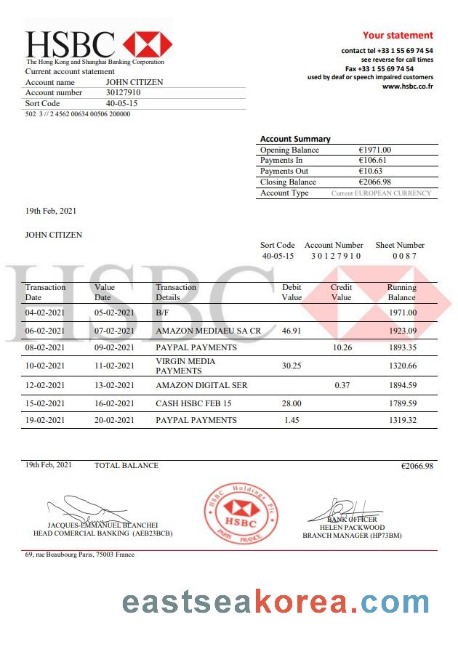 HSBC
The Hong Kong and Shanghai Banking Corporation
Current account statement
Account name JOHN CITIZEN
Account number 30127910
Sort Code 40-05-15
502 3 // 2 4562 00634 00506 200000
Your statement
contact tel +33 1 55 69 74 54
see reverse for call times
Fax +33 1 55 69 74 54
used by deaf or speech impaired customers
www.hsbc.co.fr
Account Summary
Opening Balance €1971.00
Payments In €106.61
Payments Out €10.63
Closing Balance €2066.98
Account Type Current EUROPEAN CURRENCY
19th Feb, 2021
JOHN CITIZEN
Sort Code Account Number Sheet Number
40-05-15 30127910 0087
HSBC
Transaction Date Value Date Transaction Details Debit Value Credit Value Running Balance
04-02-2021 05-02-2021 B/F 1971.00
06-02-2021 07-02-2021 AMAZON MEDIAEU SA CR 46.91 1923.09
08-02-2021 09-02-2021 PAYPAL PAYMENTS 10.26 1893.35
10-02-2021 11-02-2021 VIRGIN MEDIA PAYMENTS 30.25 1320.66
12-02-2021 13-02-2021 AMAZON DIGITAL SER 0.37 1894.59
15-02-2021 16-02-2021 CASH HSBC FEB 15 28.00 1789.59
19-02-2021 20-02-2021 PAYPAL PAYMENTS 1.45 1319.32
19th Feb, 2021 TOTAL BALANCE €2066.98
JACQUES-EMMUEL BLANCHEI
HEAD COMERCIAL BANKING (AEB23BCB)
HSBC Holdings Plc
HSBC
PARIS FRANCE
BANK OFFICER
HELEN PACKWOOD
BRANCH MANAGER (HP73BM)
69, rue Beaubourg Paris, 75003 France
eastseakorea.com